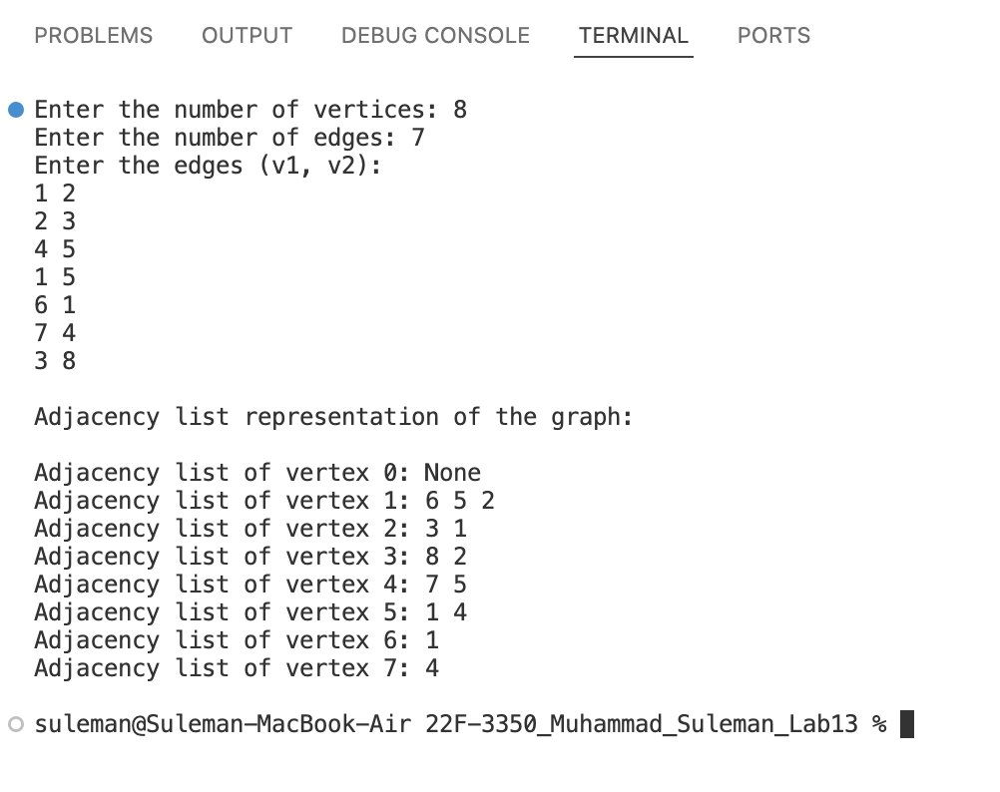 PROBLEMS OUTPUT DEBUG CONSOLE TERMINAL PORTS
Enter the number of vertices: 8
Enter the number of edges: 7
Enter the edges (v1, v2):
1 2
2 3
4 5
1 5
6 1
7 4
3 8
Adjacency list representation of the graph:
Adjacency list of vertex 0: None
Adjacency list of vertex 1: 6 5 2
Adjacency list of vertex 2: 3 1
Adjacency list of vertex 3: 8 2
Adjacency list of vertex 4: 7 5
Adjacency list of vertex 5: 1 4
Adjacency list of vertex 6: 1
Adjacency list of vertex 7: 4
suleman@Suleman-MacBook-Air 22F-3350_Muhammad_Suleman_Lab13 %